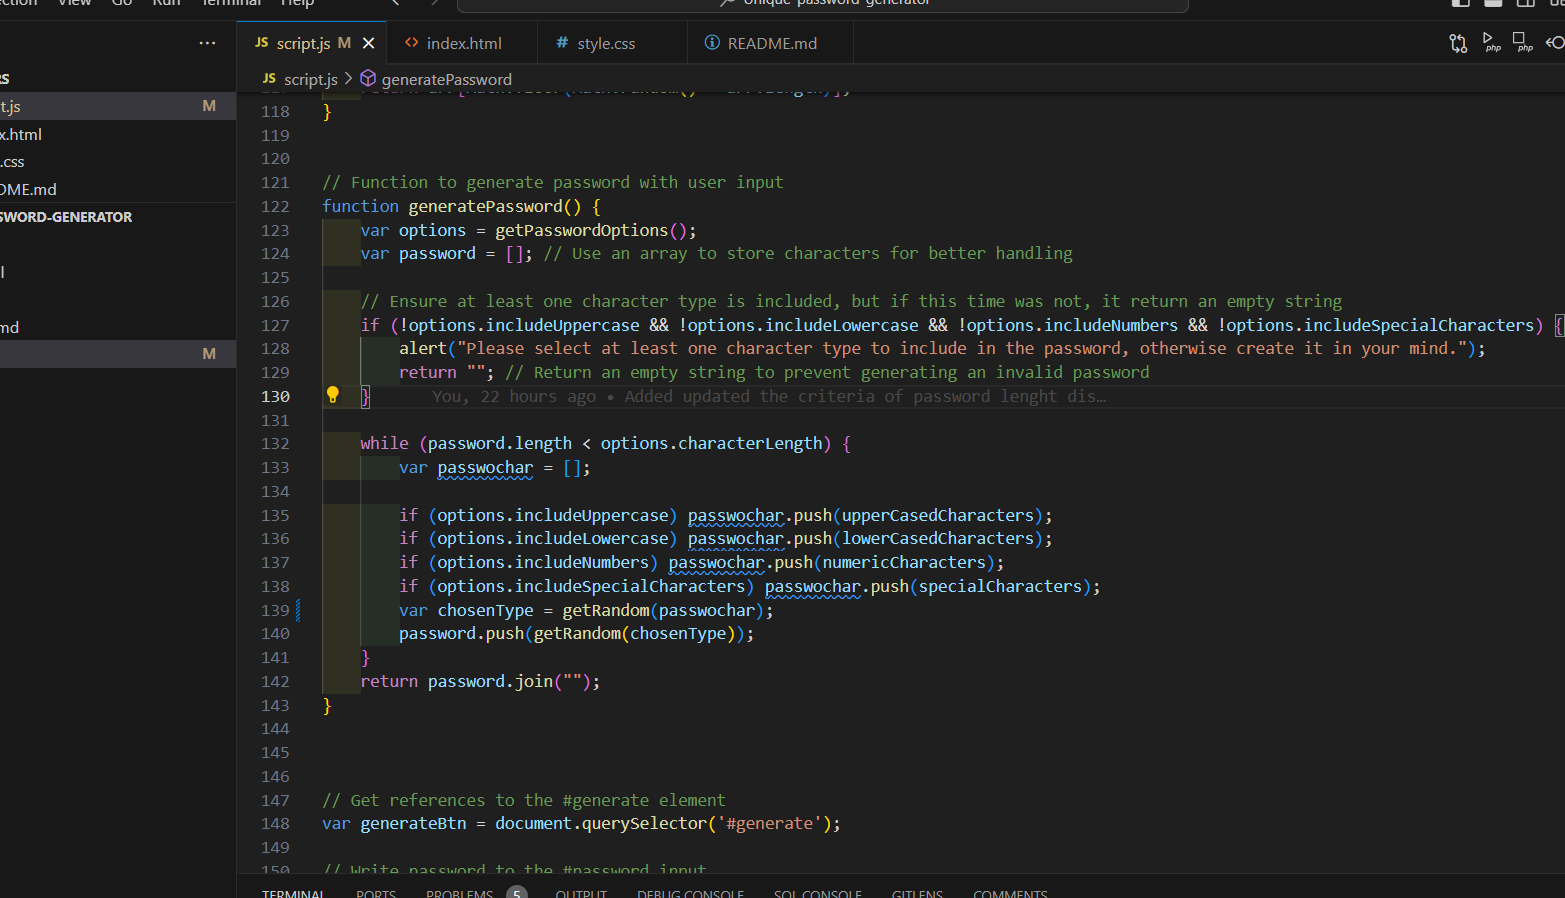 View Go Run Terminal Help
unique-password-generator
JS script.js M
index.html
# style.css
README.md
php
php
JS script.js > generatePassword
RS
t.js M
x.html
.css
DME.md
SWORD-GENERATOR
l
md
M
118 }
119
120
121 // Function to generate password with user input
122 function generatePassword() {
123 var options = getPasswordOptions();
124 var password = []; // Use an array to store characters for better handling
125
126 // Ensure at least one character type is included, but if this time was not, it return an empty string
127 if (!options.includeUppercase && !options.includeLowercase && !options.includeNumbers && !options.includeSpecialCharacters) {
128 alert("Please select at least one character type to include in the password, otherwise create it in your mind.");
129 return ""; // Return an empty string to prevent generating an invalid password
130 } You, 22 hours ago • Added updated the criteria of password lenght dis…
131
132 while (password.length < options.characterLength) {
133 var passwochar = [];
134
135 if (options.includeUppercase) passwochar.push(upperCasedCharacters);
136 if (options.includeLowercase) passwochar.push(lowerCasedCharacters);
137 if (options.includeNumbers) passwochar.push(numericCharacters);
138 if (options.includeSpecialCharacters) passwochar.push(specialCharacters);
139 var chosenType = getRandom(passwochar);
140 password.push(getRandom(chosenType));
141 }
142 return password.join("");
143 }
144
145
146
147 // Get references to the #generate element
148 var generateBtn = document.querySelector('#generate');
149
150 // Write password to the #password input
TERMINAL PORTS PROBLEMS 5 OUTPUT DEBUG CONSOLE SQL CONSOLE GITLENS COMMENTS